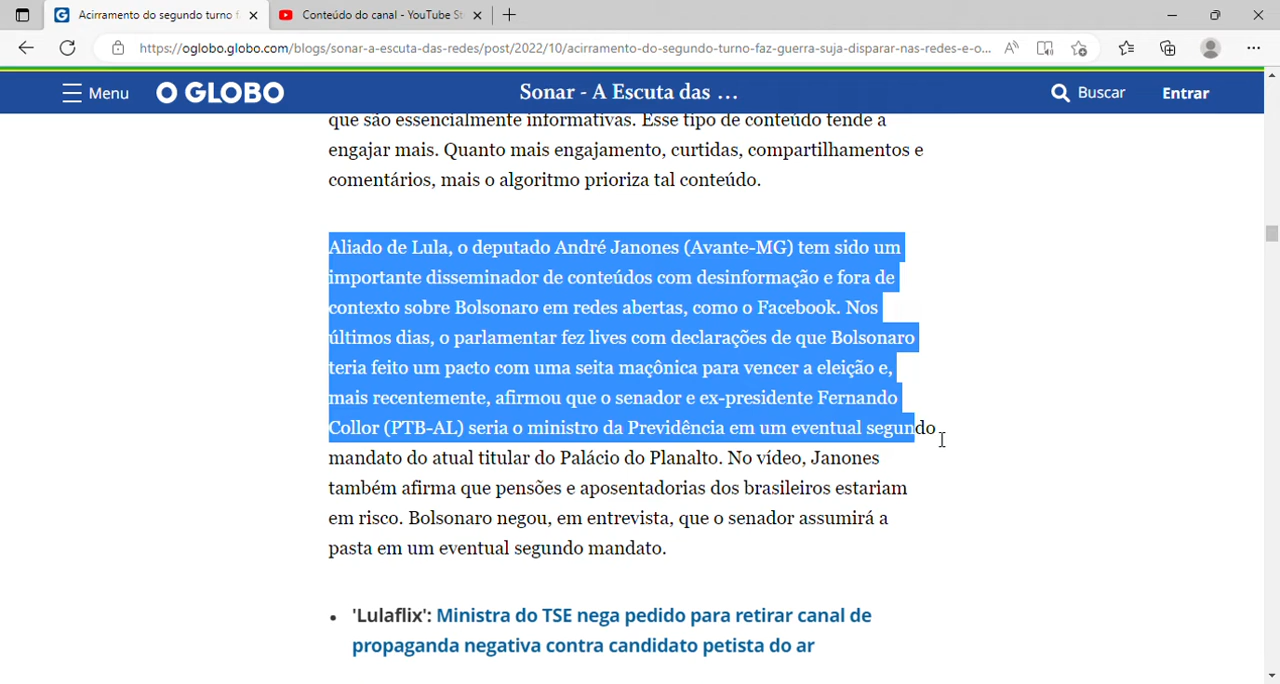 Acirramento do segundo turno f
Conteúdo do canal - YouTube St
https://oglobo.globo.com/blogs/sonar-a-escuta-das-redes/post/2022/10/acirramento-do-segundo-turno-faz-guerra-suja-disparar-nas-redes-e-o...
Menu
O GLOBO
Sonar - A Escuta das ...
Buscar
Entrar
que são essencialmente informativas. Esse tipo de conteúdo tende a
engajar mais. Quanto mais engajamento, curtidas, compartilhamentos e
comentários, mais o algoritmo prioriza tal conteúdo.
Aliado de Lula, o deputado André Janones (Avante-MG) tem sido um
importante disseminador de conteúdos com desinformação e fora de
contexto sobre Bolsonaro em redes abertas, como o Facebook. Nos
últimos dias, o parlamentar fez lives com declarações de que Bolsonaro
teria feito um pacto com uma seita maçônica para vencer a eleição e,
mais recentemente, afirmou que o senador e ex-presidente Fernando
Collor (PTB-AL) seria o ministro da Previdência em um eventual segundo
mandato do atual titular do Palácio do Planalto. No vídeo, Janones
também afirma que pensões e aposentadorias dos brasileiros estariam
em risco. Bolsonaro negou, em entrevista, que o senador assumirá a
pasta em um eventual segundo mandato.
• 'Lulaflix': Ministra do TSE nega pedido para retirar canal de
propaganda negativa contra candidato petista do ar